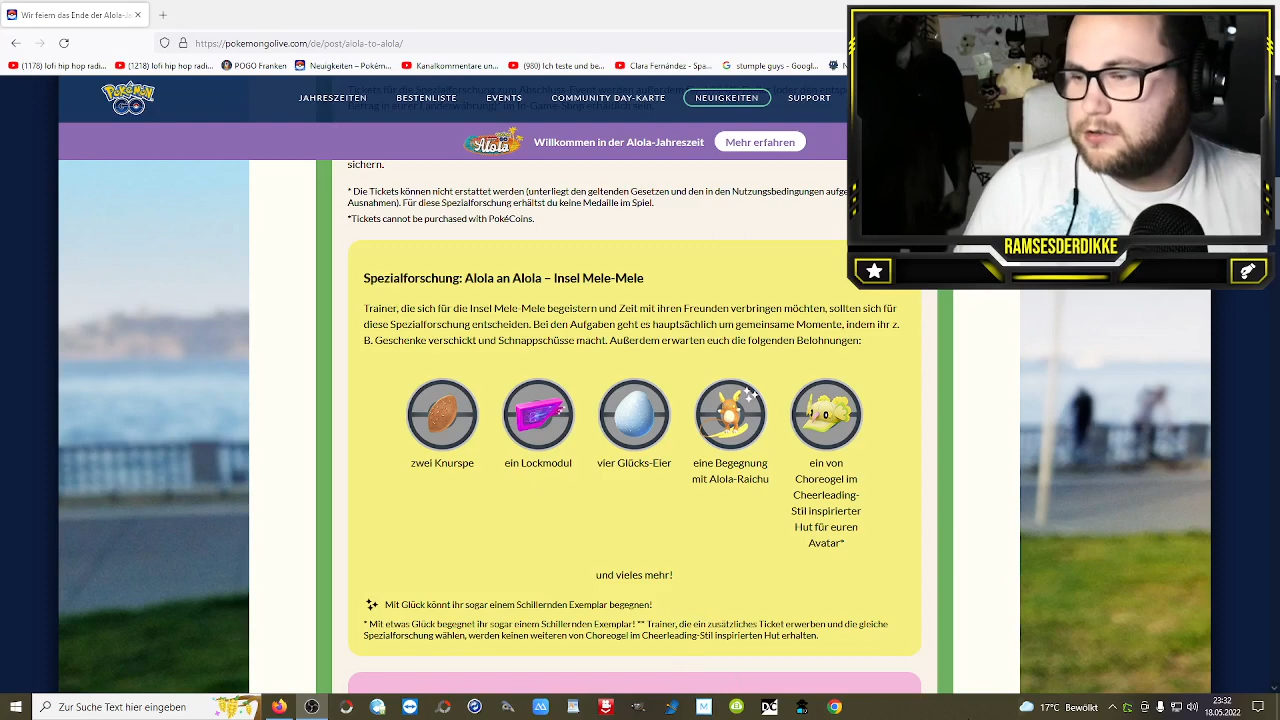 Wir feiern das Ende der Alola-Ja
https://pokemongolive.com/de/post/alola-to-alola/
(1178) lofi hip hop radi...
(1238) lofi hip hop radi...
POGO Franken
Neuigkeiten – Pokém...
Kanalkommentare un...
(980) Ich teste und be...
Clara Fernández - Spa...
stumple guys - Googl...
Pokémon GO
JAHRESZEITEN
BESTENLISTE
EVENTS
COMMUNITY DAY-KARTE
NEUIGKEITEN
SUPPORT
Alola
Willkommen in der Alola-Jahreszeit
Mehr erfahren
RAMSESDERDIKKE
sichern.
* Die Tickets können nicht erstattet werden (unterliegt den geltenden Gesetzen und den in den Nutzungsbedingungen aufge
Ausnahmen). Für diese Spezialforschung erhältst du keine Medaille im Spiel.
*Tickets cannot be purchased with PokéCoins.
Spezialforschung: Alola an Alola – Insel Mele-Mele
Trainer, die sich für die Insel Mele-Mele begeistern und Zeit mit ihren Freunden verbringen möchten, sollten sich für
diese Spezialforschung entscheiden. Bei den Aufgaben geht es hauptsächlich um gemeinsame Momente, indem ihr z.
B. Geschenke verschickt und Schnappschüsse macht. Außerdem erwarten euch die folgenden Belohnungen:
zwei Knurspe
ein Lockmodul
vier Glücks-Eier
eine Begegnung
mit Alola-Raichu
ein von
Choreogel im
Cheerleading-
Stil inspirierter
Hut für euren
Avatar*
und vieles mehr!
Mit Glück könnt ihr sogar einem Schillernden Exemplar begegnen!
* Mit etwas Glück begegnet ihr sogar einem Schillernden Exemplar! ** Trainer, die ein zusätzliches Ticket erwerben und die gleiche
Spezialforschung wählen, werden keinen weiteren von Choreogel im Cheerleading-Stil inspirierten Hut erhalten.
Zur Suche Text hier eingeben
17°C
23:32
18.05.2022